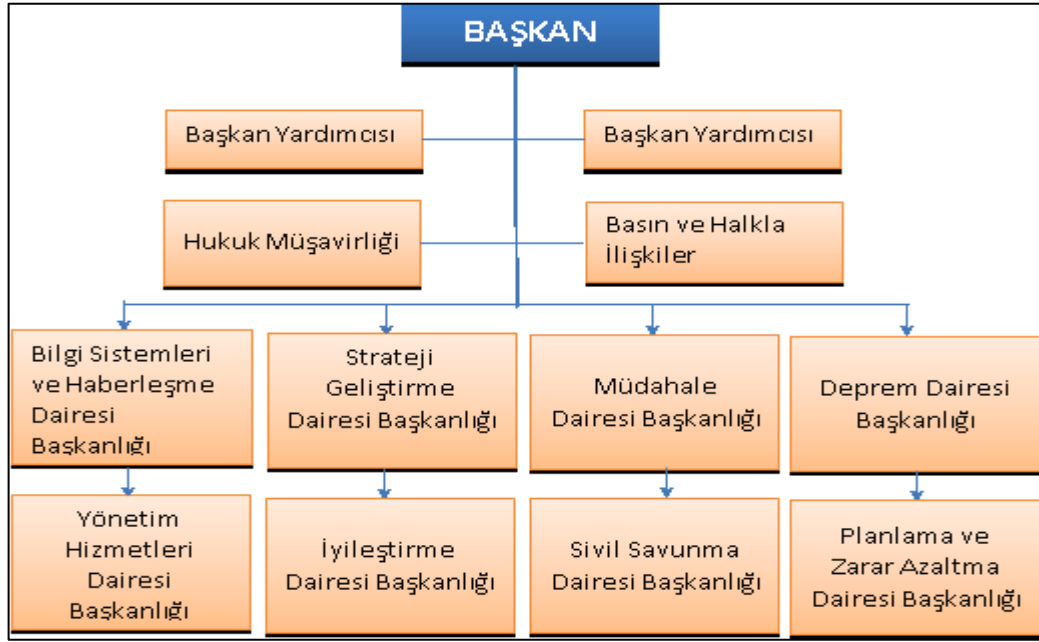 BAŞKAN
Başkan Yardımcısı
Başkan Yardımcısı
Hukuk Müşavirliği
Basın ve Halkla
İlişkiler
Bilgi Sistemleri
ve Haberleşme
Dairesi
Başkanlığı
Strateji
Geliştirme
Dairesi Başkanlığı
Müdahale
Dairesi Başkanlığı
Deprem Dairesi
Başkanlığı
Yönetim
Hizmetleri
Dairesi
Başkanlığı
İyileştirme
Dairesi Başkanlığı
Sivil Savunma
Dairesi Başkanlığı
Planlama ve
Zarar Azaltma
Dairesi Başkanlığı